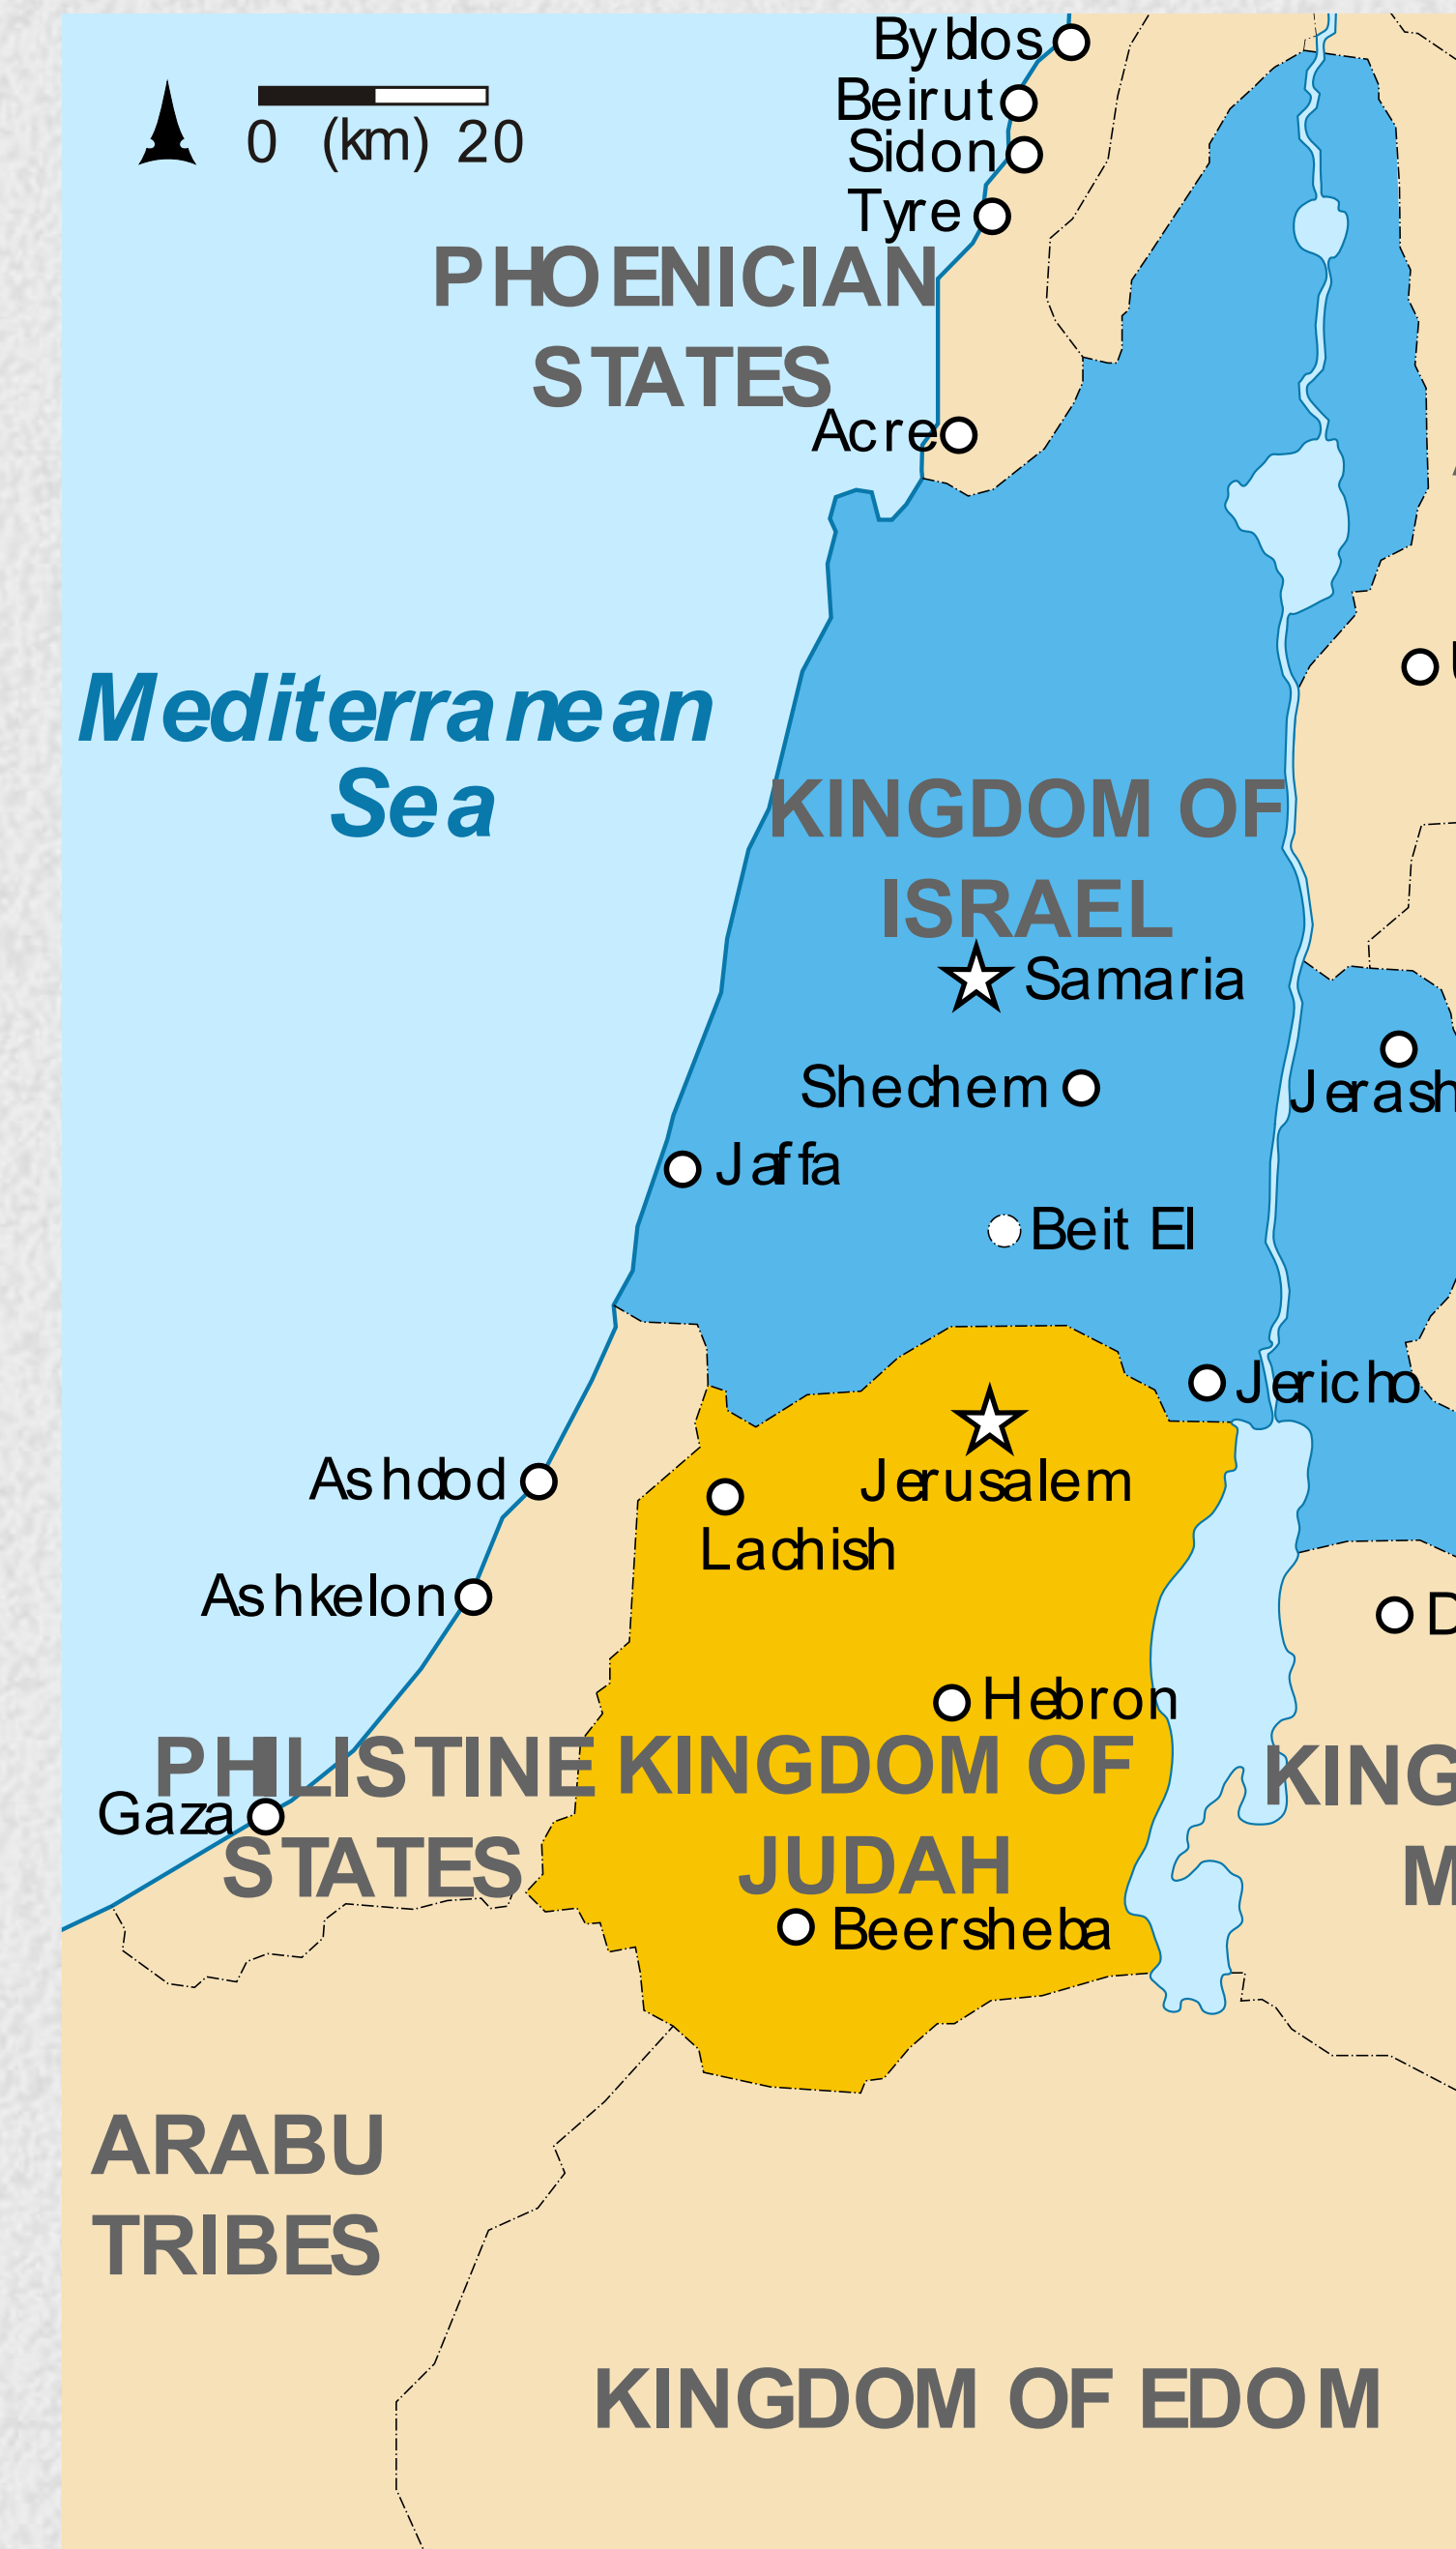 Byblos
Beirut
0 (km) 20
Sidon
Tyre
PHOENICIAN
STATES
Acre
Mediterranean
Sea
KINGDOM OF
ISRAEL
Samaria
Shechem
Jerash
Jaffa
Beit El
Jericho
Ashdod
Jerusalem
Lachish
Ashkelon
Hebron
PHILISTINE
STATES
KINGDOM OF
JUDAH
KING
M
Gaza
Beersheba
D
ARABU
TRIBES
KINGDOM OF EDOM